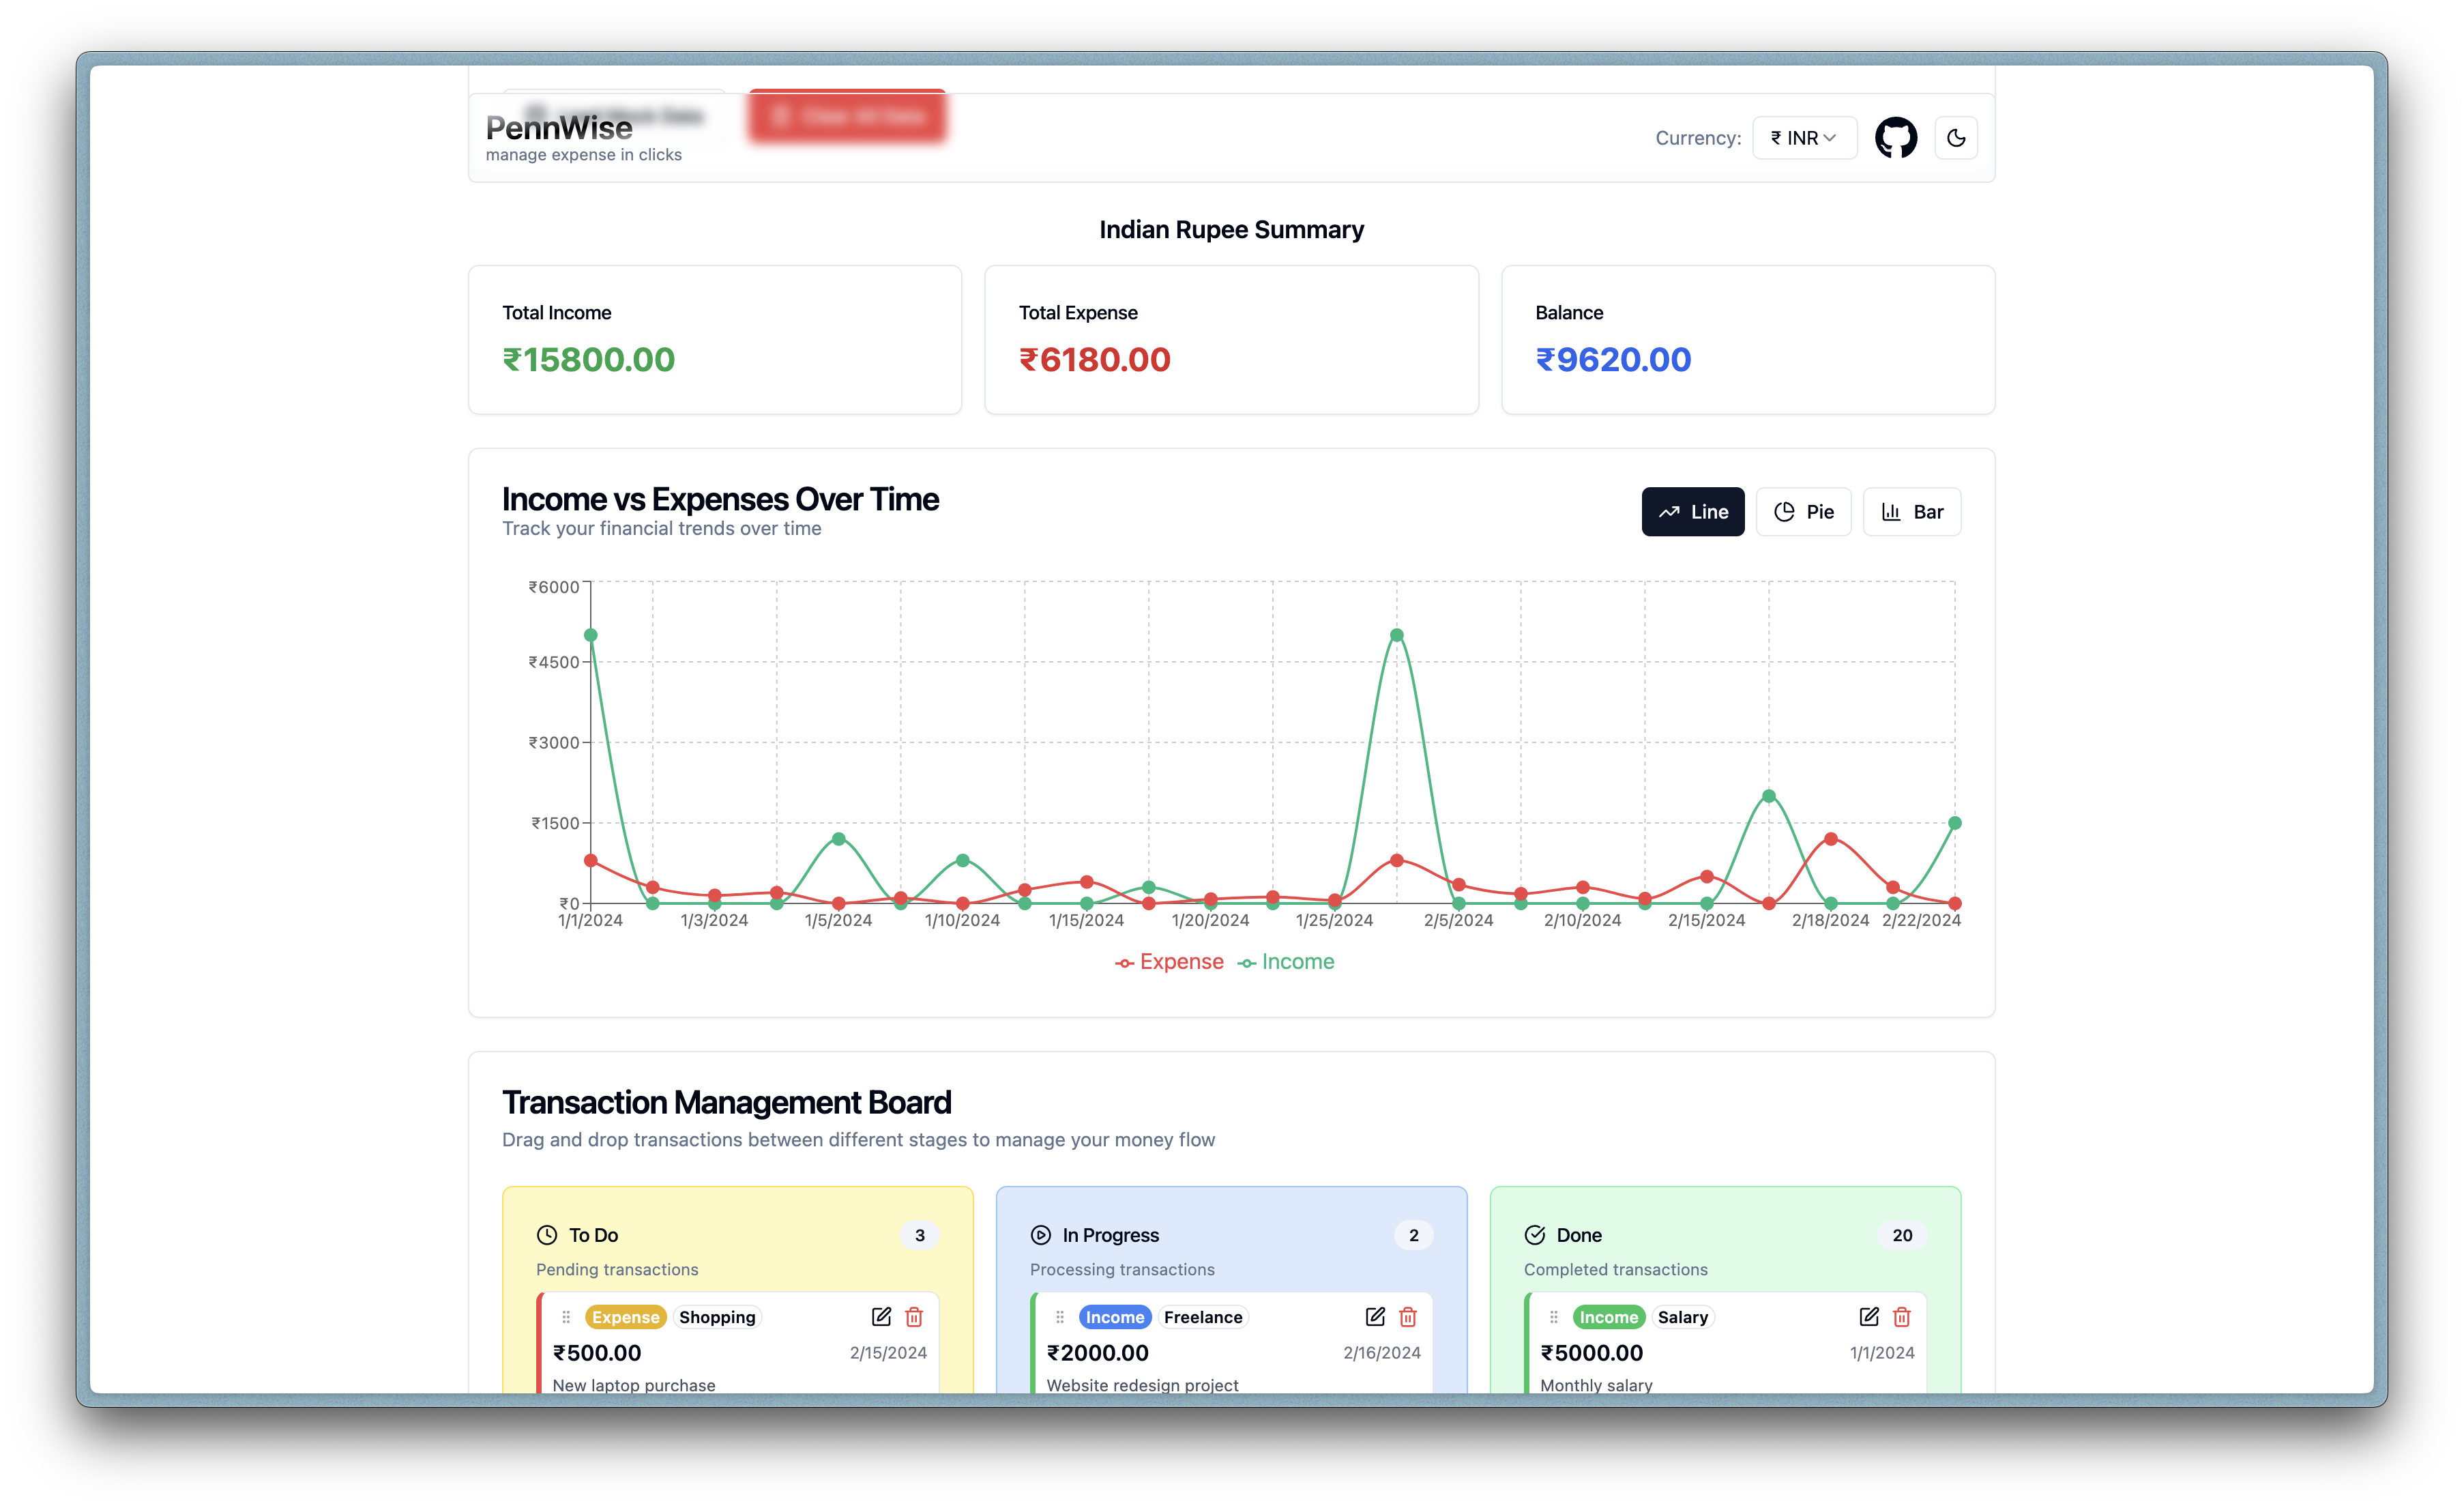 Mock Data
Clear All Data
PennWise
manage expense in clicks
Currency:
₹ INR
Indian Rupee Summary
Total Income
₹15800.00
Total Expense
₹6180.00
Balance
₹9620.00
Income vs Expenses Over Time
Track your financial trends over time
Line
Pie
Bar
₹6000
₹4500
₹3000
₹1500
₹0
1/1/2024
1/3/2024
1/5/2024
1/10/2024
1/15/2024
1/20/2024
1/25/2024
2/5/2024
2/10/2024
2/15/2024
2/18/2024
2/22/2024
Expense
Income
Transaction Management Board
Drag and drop transactions between different stages to manage your money flow
To Do
3
Pending transactions
Expense
Shopping
₹500.00
2/15/2024
New laptop purchase
In Progress
2
Processing transactions
Income
Freelance
₹2000.00
2/16/2024
Website redesign project
Done
20
Completed transactions
Income
Salary
₹5000.00
1/1/2024
Monthly salary